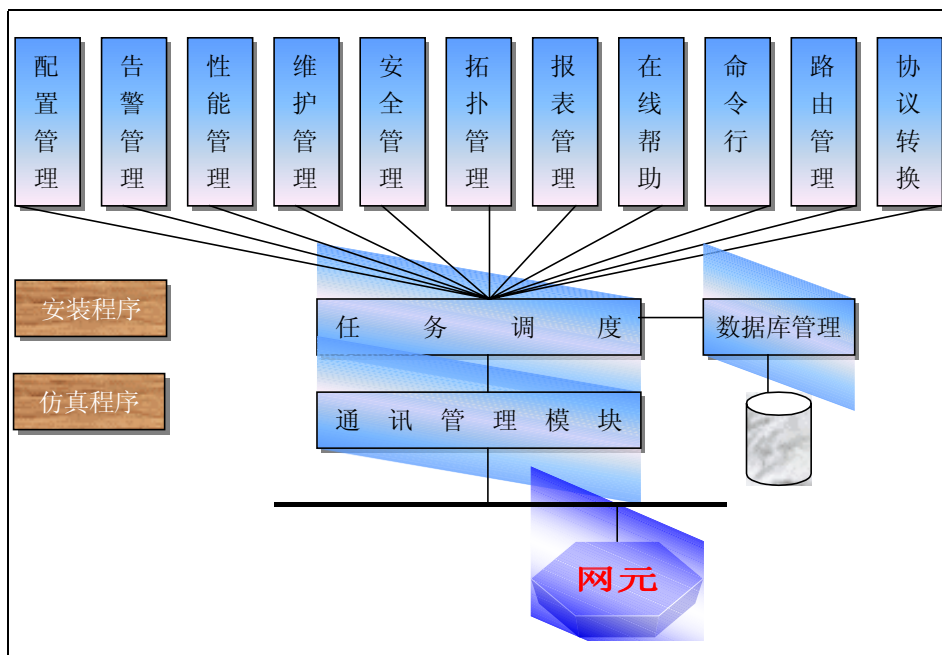 配置管理
告警管理
性能管理
维护管理
安全管理
拓扑管理
报表管理
在线帮助
命令行
路由管理
协议转换
安装程序
任务调度
数据库管理
仿真程序
通讯管理模块
网元